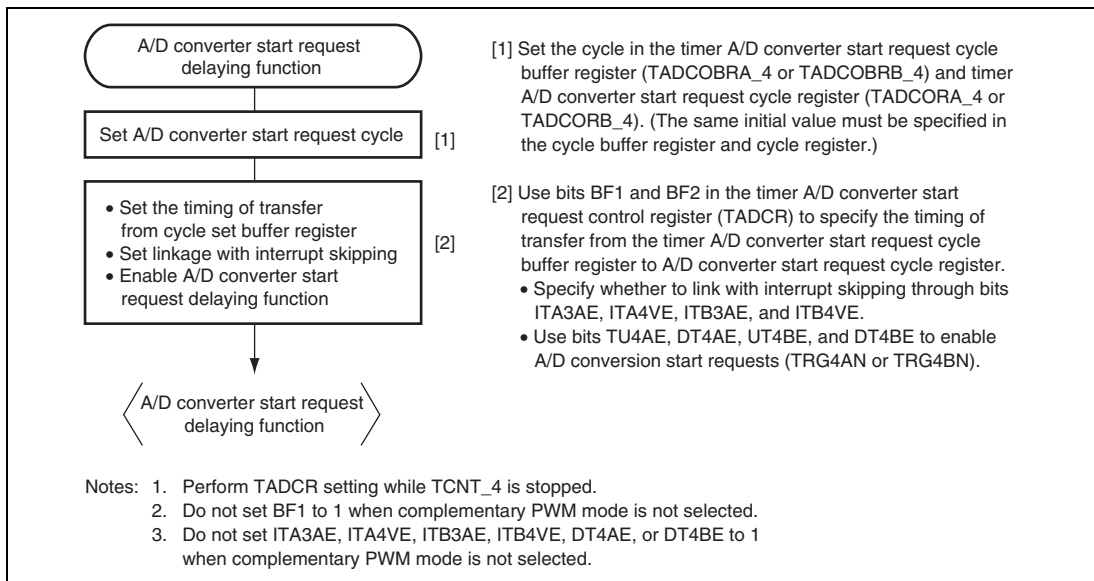 A/D converter start request
delaying function
Set A/D converter start request cycle
[1]
• Set the timing of transfer
from cycle set buffer register
• Set linkage with interrupt skipping
• Enable A/D converter start
request delaying function
[2]
A/D converter start request
delaying function
[1] Set the cycle in the timer A/D converter start request cycle
buffer register (TADCOBRA_4 or TADCOBRB_4) and timer
A/D converter start request cycle register (TADCORA_4 or
TADCORB_4). (The same initial value must be specified in
the cycle buffer register and cycle register.)
[2] Use bits BF1 and BF2 in the timer A/D converter start
request control register (TADCR) to specify the timing of
transfer from the timer A/D converter start request cycle
buffer register to A/D converter start request cycle register.
• Specify whether to link with interrupt skipping through bits
ITA3AE, ITA4VE, ITB3AE, and ITB4VE.
• Use bits TU4AE, DT4AE, UT4BE, and DT4BE to enable
A/D conversion start requests (TRG4AN or TRG4BN).
Notes: 1. Perform TADCR setting while TCNT_4 is stopped.
2. Do not set BF1 to 1 when complementary PWM mode is not selected.
3. Do not set ITA3AE, ITA4VE, ITB3AE, ITB4VE, DT4AE, or DT4BE to 1
when complementary PWM mode is not selected.